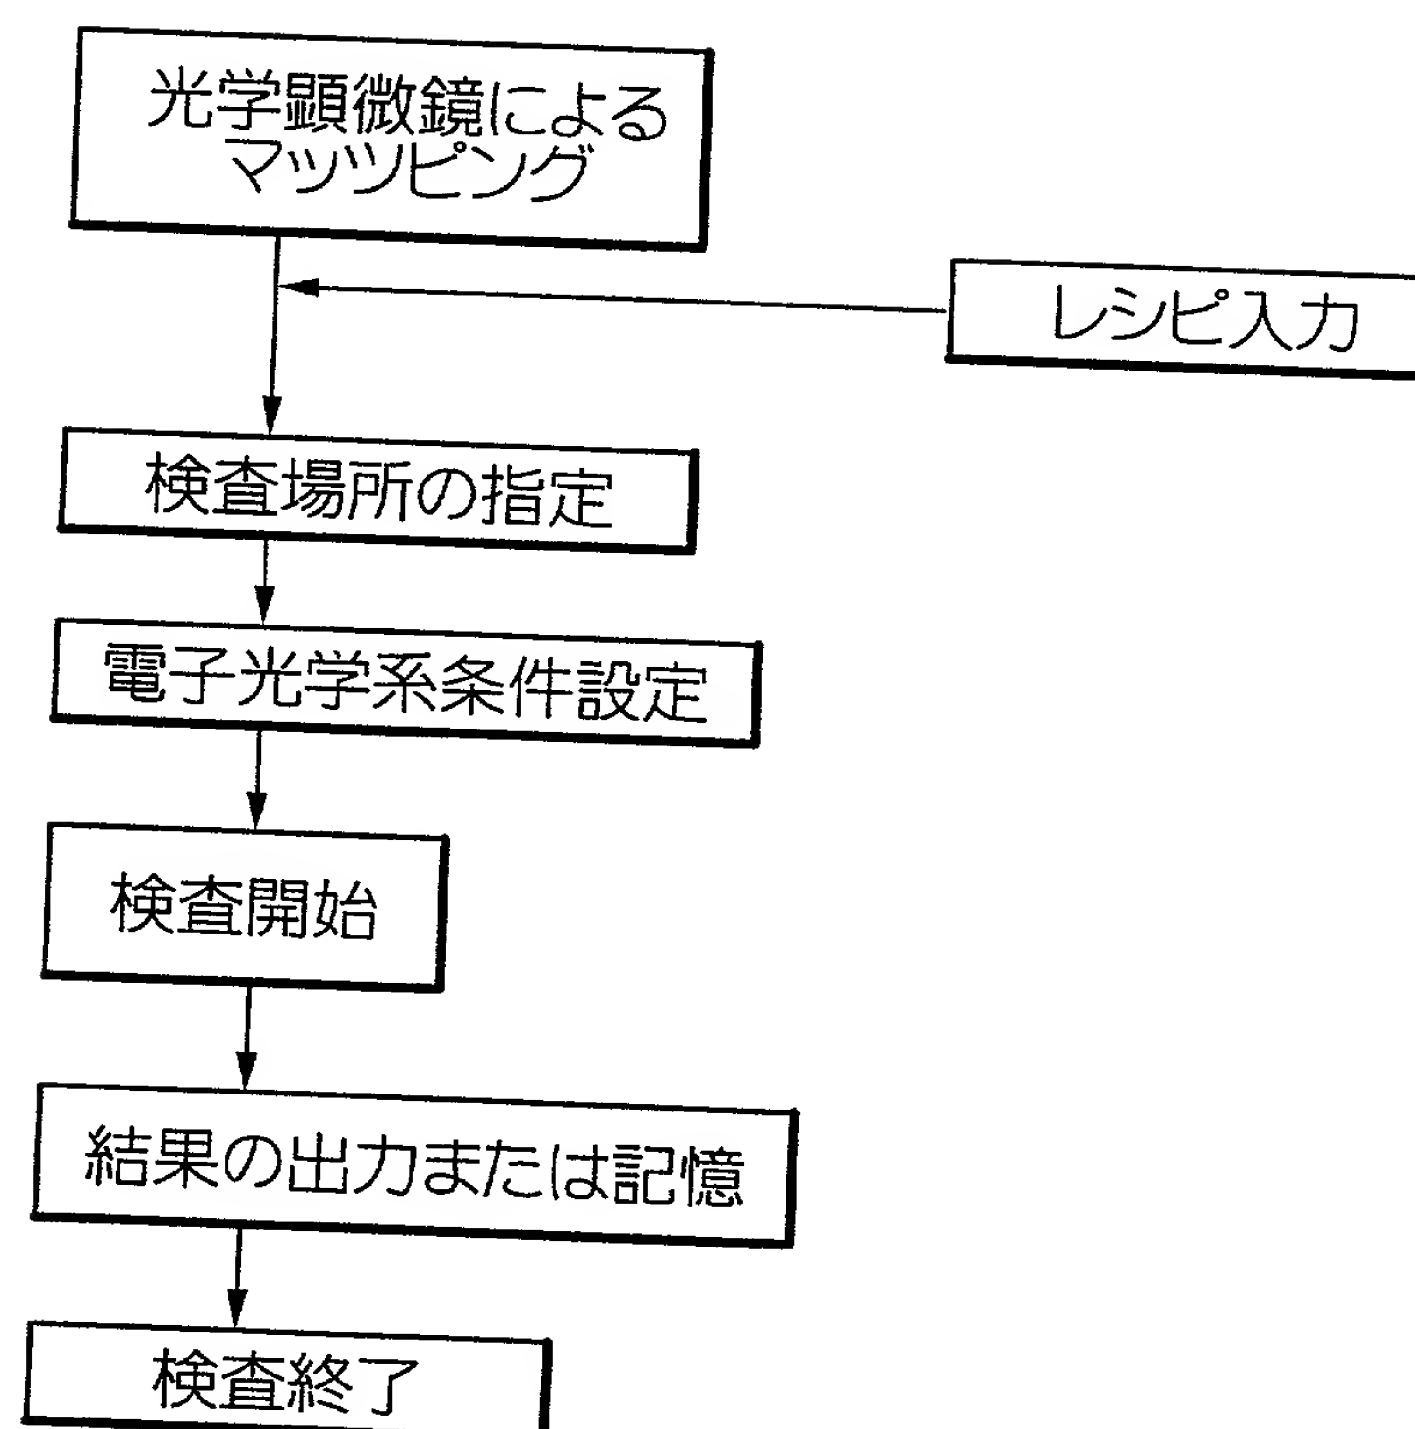 光学顕微鏡による
マッツピング
レシピ入力
検査場所の指定
電子光学系条件設定
検査開始
結果の出力または記憶
検査終了